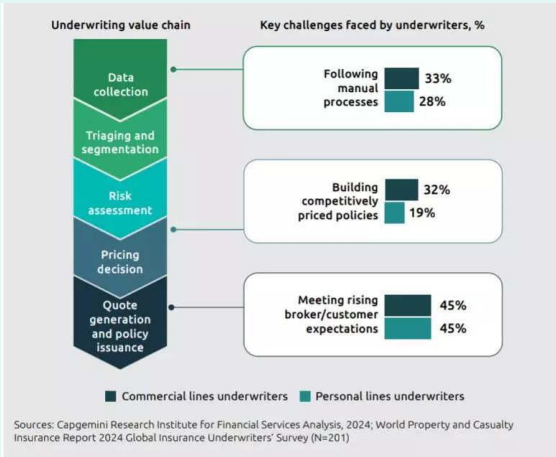 Underwriting value chain
Key challenges faced by underwriters, %
Data
collection
Triaging and
segmentation
Risk
assessment
Pricing
decision
Quote
generation
and policy
issuance
Following
manual
processes
33%
28%
Building
competitively
priced policies
32%
19%
Meeting rising
broker/customer
expectations
45%
45%
Commercial lines underwriters
Personal lines underwriters
Sources: Capgemini Research Institute for Financial Services Analysis, 2024; World Property and Casualty
Insurance Report 2024 Global Insurance Underwriters' Survey (N=201)